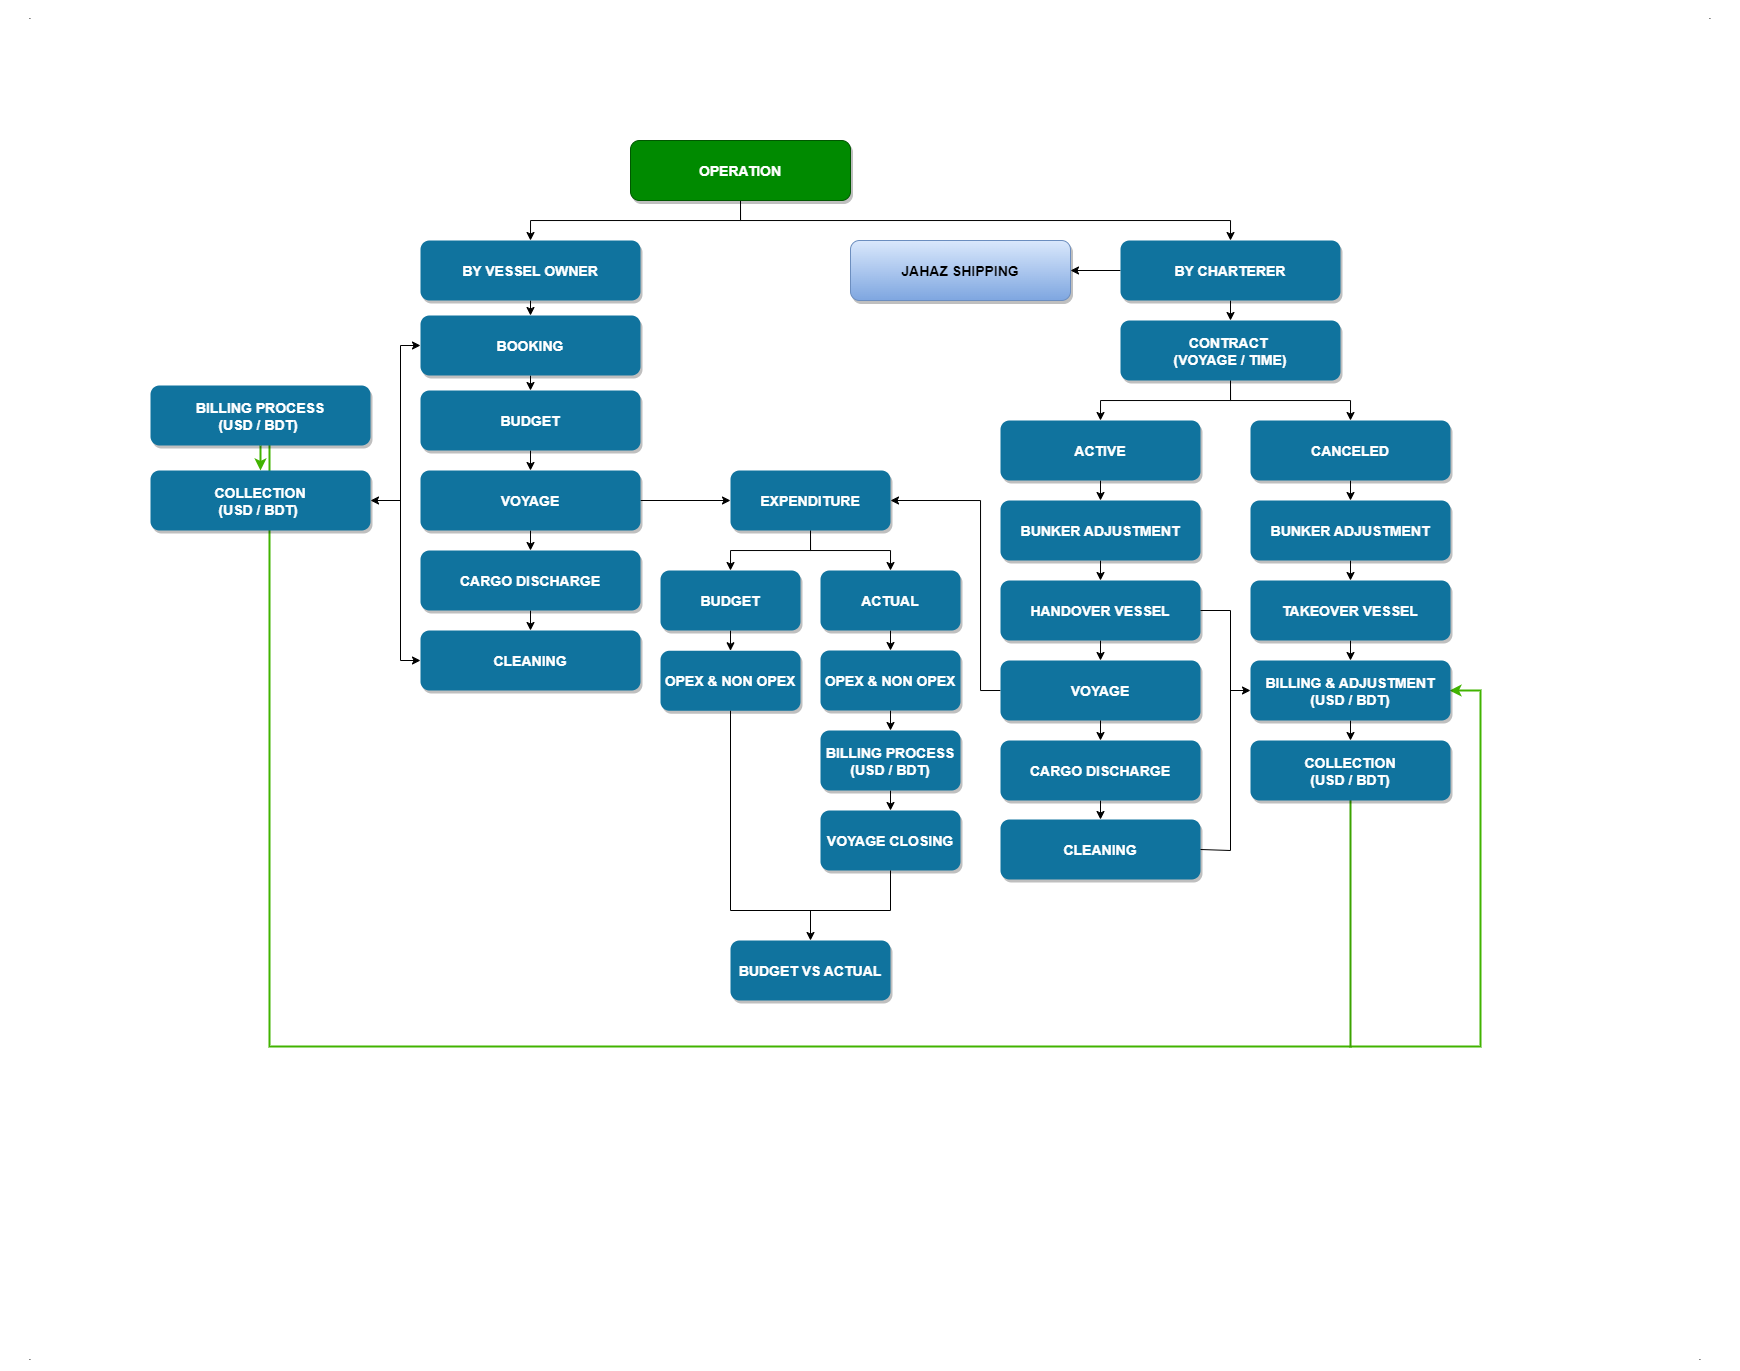 OPERATION
BY VESSEL OWNER
JAHAZ SHIPPING
BY CHARTERER
BOOKING
CONTRACT
(VOYAGE / TIME)
BILLING PROCESS
(USD / BDT)
BUDGET
ACTIVE
CANCELED
COLLECTION
(USD / BDT)
VOYAGE
EXPENDITURE
BUNKER ADJUSTMENT
BUNKER ADJUSTMENT
CARGO DISCHARGE
BUDGET
ACTUAL
HANDOVER VESSEL
TAKEOVER VESSEL
CLEANING
OPEX & NON OPEX
OPEX & NON OPEX
VOYAGE
BILLING & ADJUSTMENT
(USD / BDT)
BILLING PROCESS
(USD / BDT)
CARGO DISCHARGE
COLLECTION
(USD / BDT)
VOYAGE CLOSING
CLEANING
BUDGET VS ACTUAL